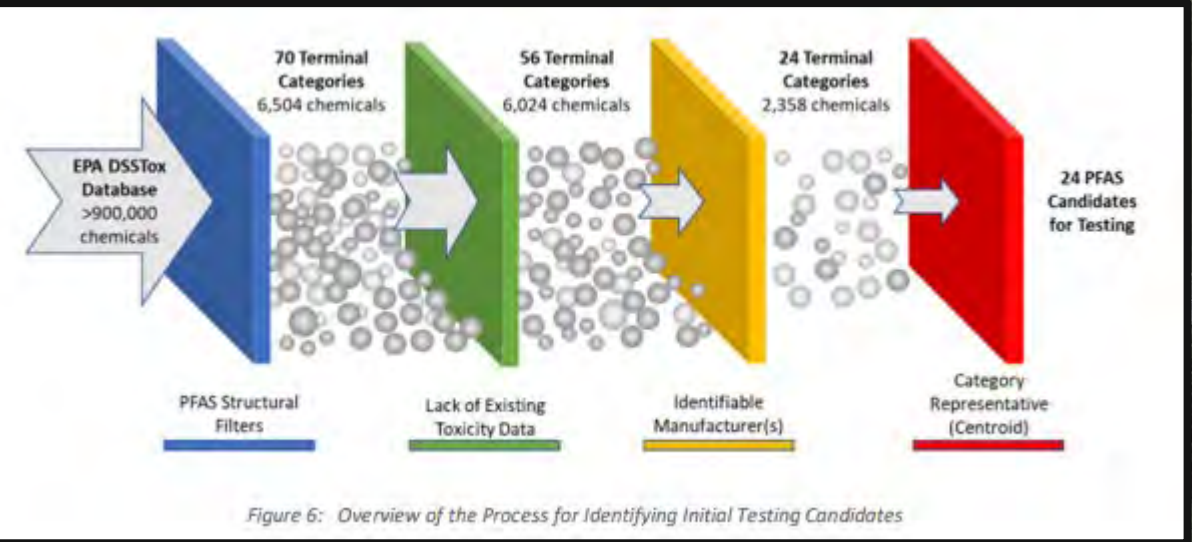 70 Terminal
Categories
6,504 chemicals
56 Terminal
Categories
6,024 chemicals
24 Terminal
Categories
2,358 chemicals
EPA DSSTox
Database
>900,000
chemicals
24 PFAS
Candidates
for Testing
PFAS Structural
Filters
Lack of Existing
Toxicity Data
Identifiable
Manufacturer(s)
Category
Representative
(Centroid)
Figure 6: Overview of the Process for Identifying Initial Testing Candidates